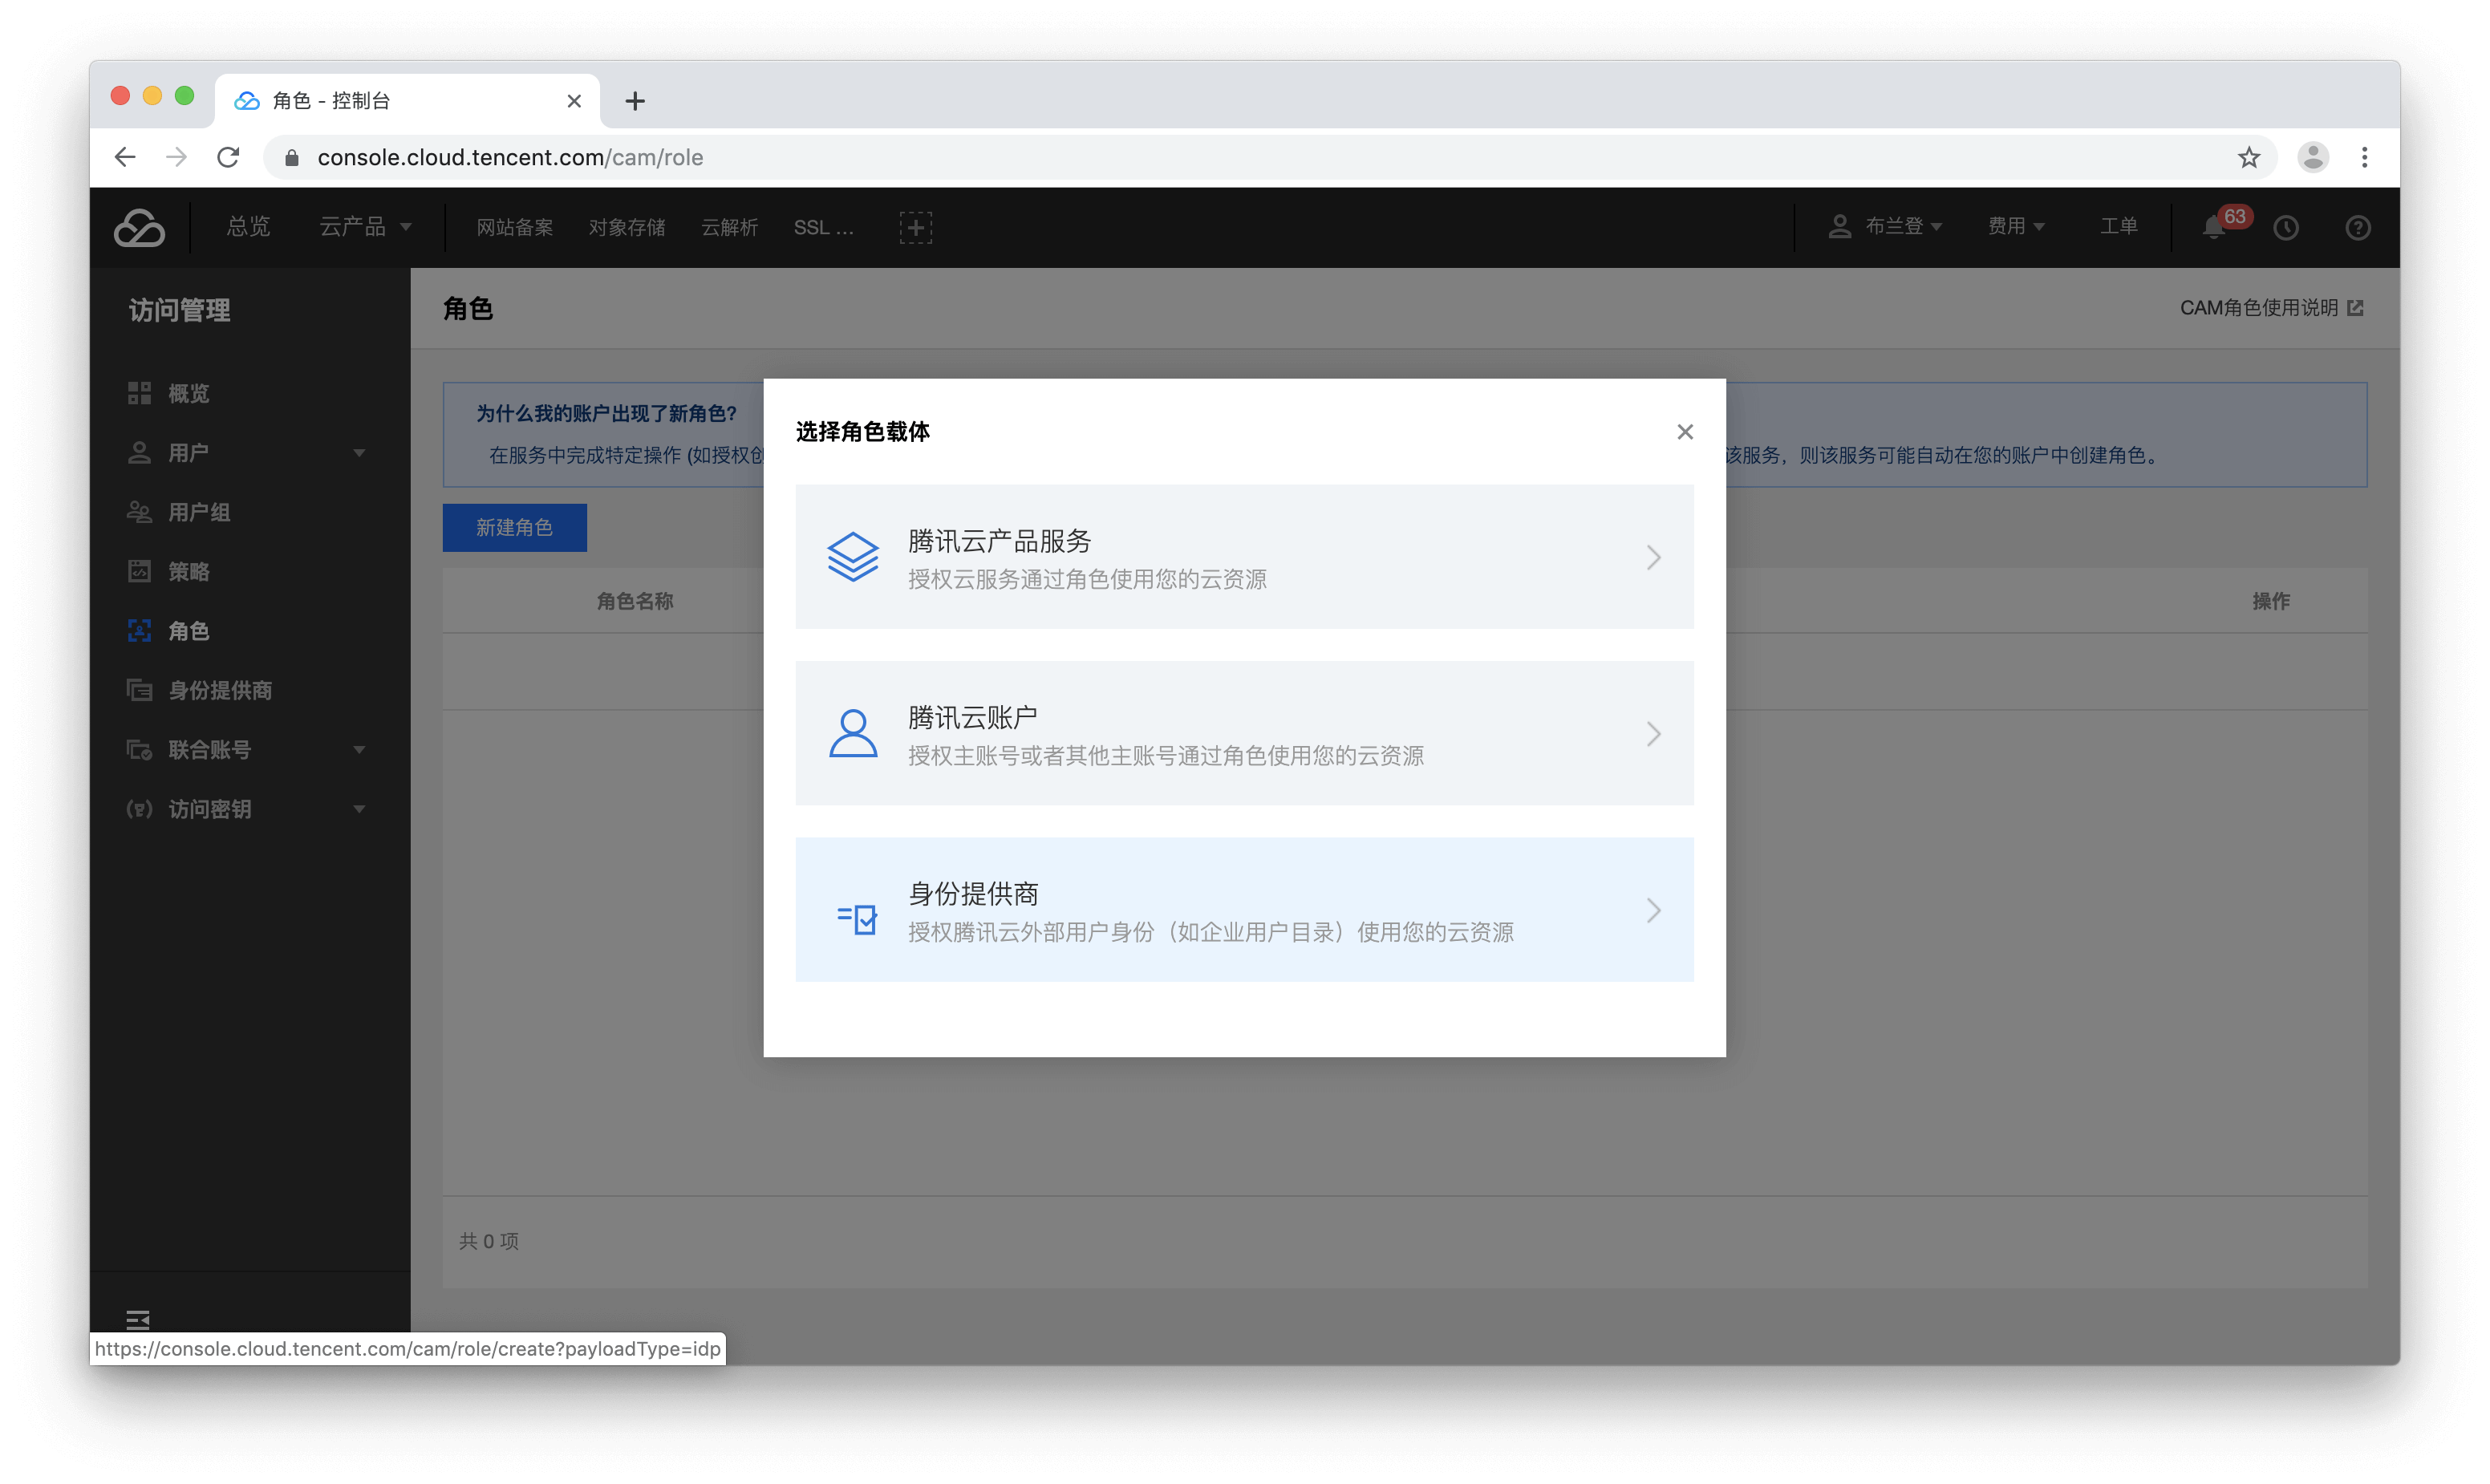 角色 - 控制台
console.cloud.tencent.com/cam/role
总览
云产品
网站备案
对象存储
云解析
SSL ...
布兰登
费用
工单
63
访问管理
概览
用户
用户组
策略
角色
身份提供商
联合账号
访问密钥
角色
CAM角色使用说明
为什么我的账户出现了新角色?
在服务中完成特定操作 (如授权创
该服务，则该服务可能自动在您的账户中创建角色。
新建角色
角色名称
操作
选择角色载体
腾讯云产品服务
授权云服务通过角色使用您的云资源
腾讯云账户
授权主账号或者其他主账号通过角色使用您的云资源
身份提供商
授权腾讯云外部用户身份（如企业用户目录）使用您的云资源
共 0 项
https://console.cloud.tencent.com/cam/role/create?payloadType=idp